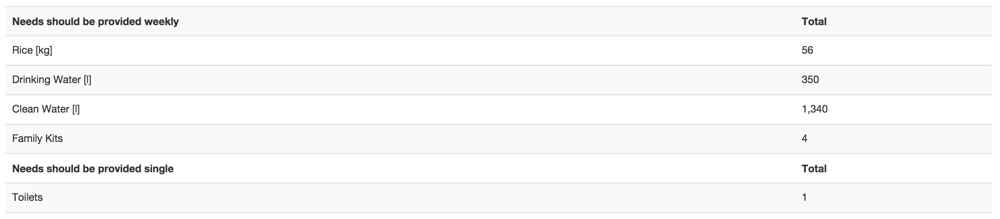 Needs should be provided weekly Total
Rice [kg] 56
Drinking Water [l] 350
Clean Water [l] 1,340
Family Kits 4
Needs should be provided single Total
Toilets 1